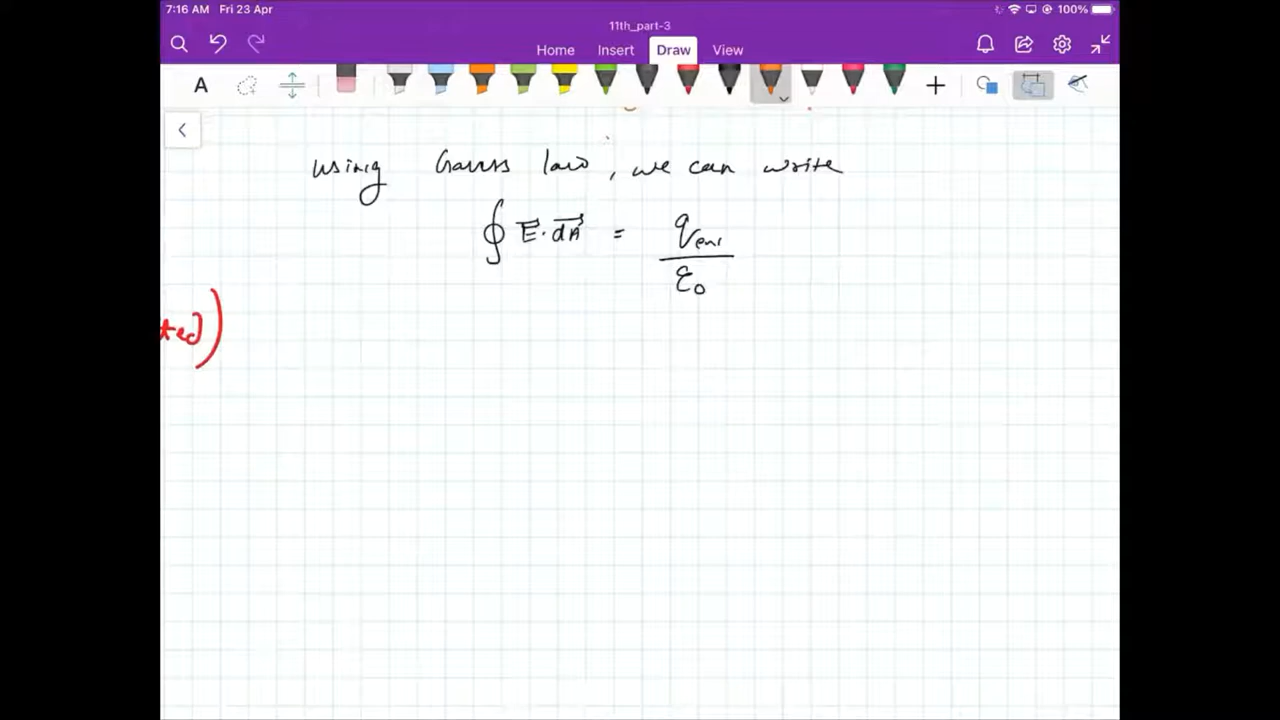 7:16 AM Fri 23 Apr 100%
11th_part-3
Home Insert Draw View
A
using Gauss law, we can write
∮ E⃗ · dA⃗ = q_enc / ε₀
ted)